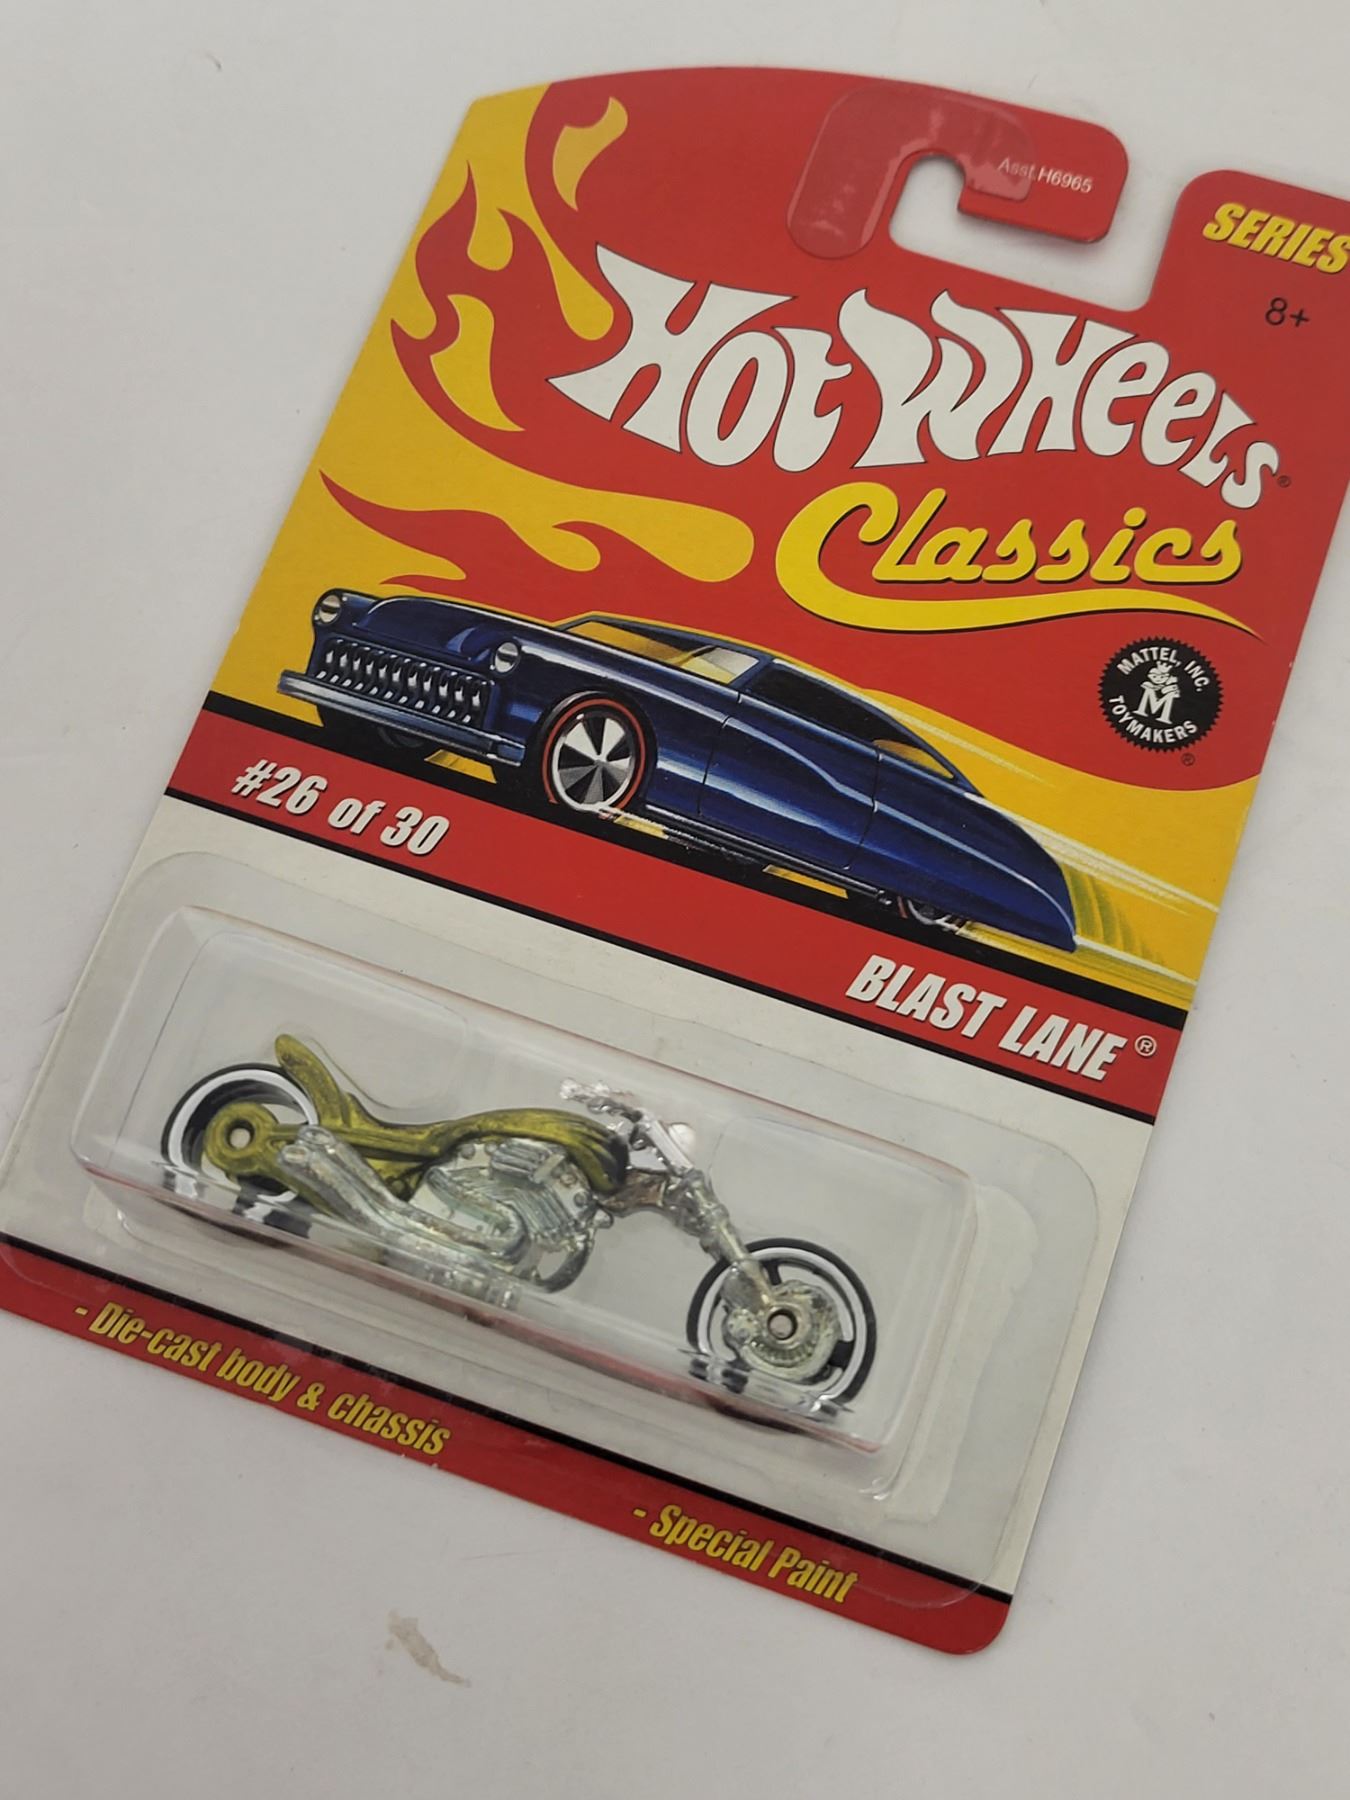 Asst.H6965
SERIES
8+
HOT WHEELS®
Classics
MATTEL, INC.
M
TOYMAKERS
®
#26 of 30
BLAST LANE®
- Die-cast body & chassis
- Special Paint